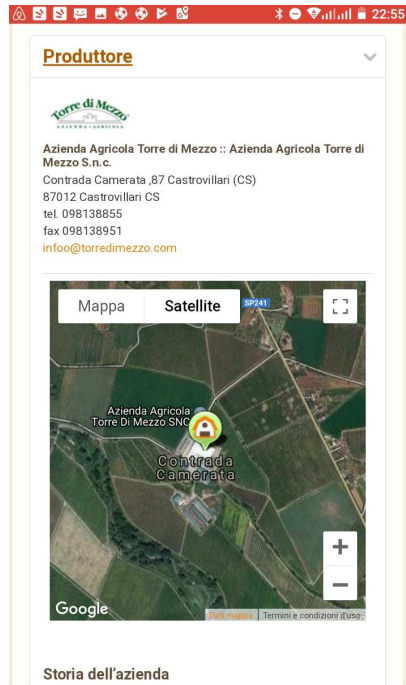 22:55
Produttore
Torre di Mezzo
AZIENDA AGRICOLA
Azienda Agricola Torre di Mezzo :: Azienda Agricola Torre di
Mezzo S.n.c.
Contrada Camerata ,87 Castrovillari (CS)
87012 Castrovillari CS
tel. 098138855
fax 098138951
infoo@torredimezzo.com
Mappa
Satellite
SP241
Azienda Agricola
Torre Di Mezzo SNC
Contrada
Camerata
+
−
Google
Dati mappa
Termini e condizioni d'uso
Storia dell'azienda